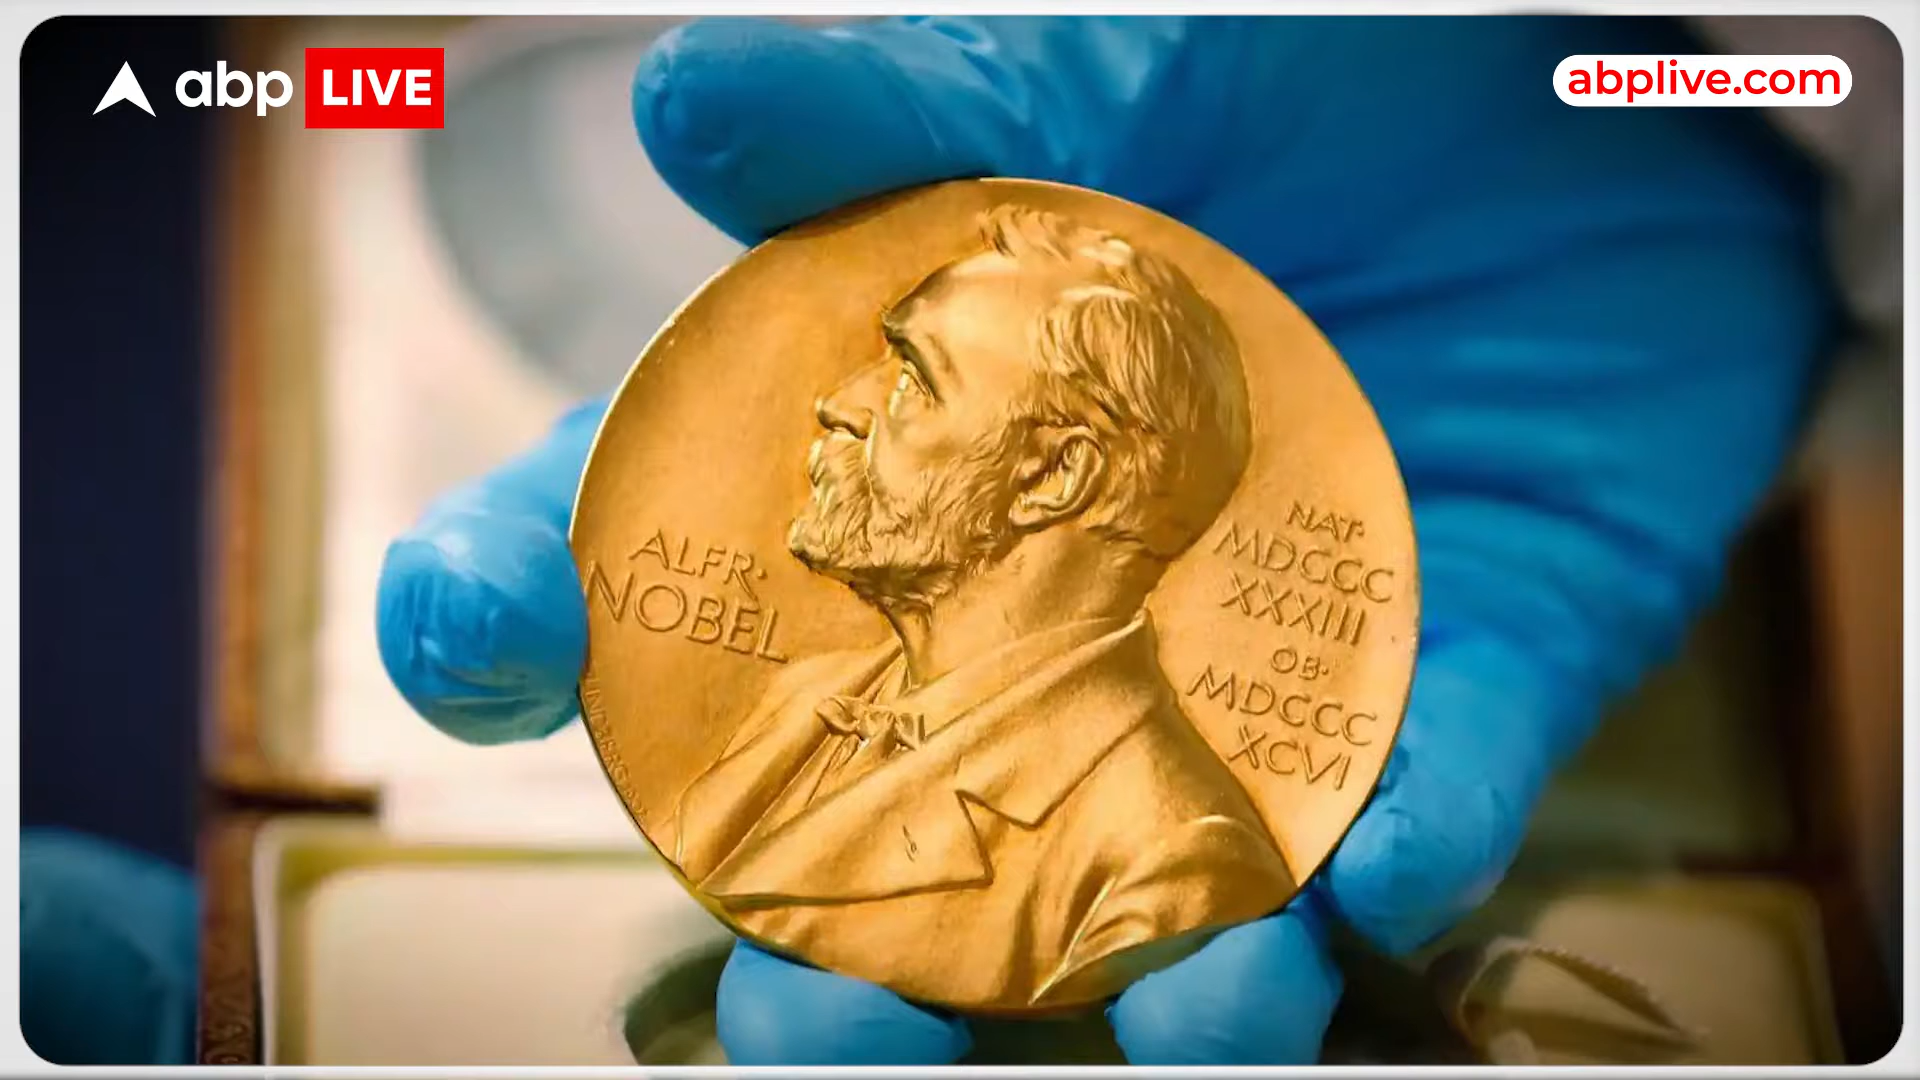 abp LIVE
abplive.com
ALFR·
NOBEL
NAT·
MDCCC
XXXIII
OB·
MDCCC
XCVI